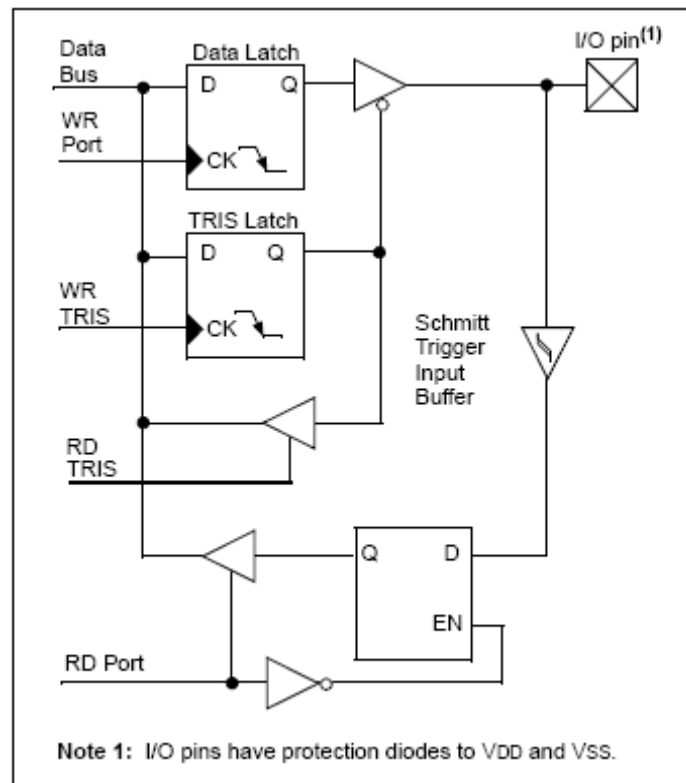 Data
Bus
Data Latch
I/O pin(1)
D
Q
WR
Port
CK
TRIS Latch
D
Q
WR
TRIS
CK
Schmitt
Trigger
Input
Buffer
RD
TRIS
Q
D
EN
RD Port
Note 1: I/O pins have protection diodes to VDD and VSS.